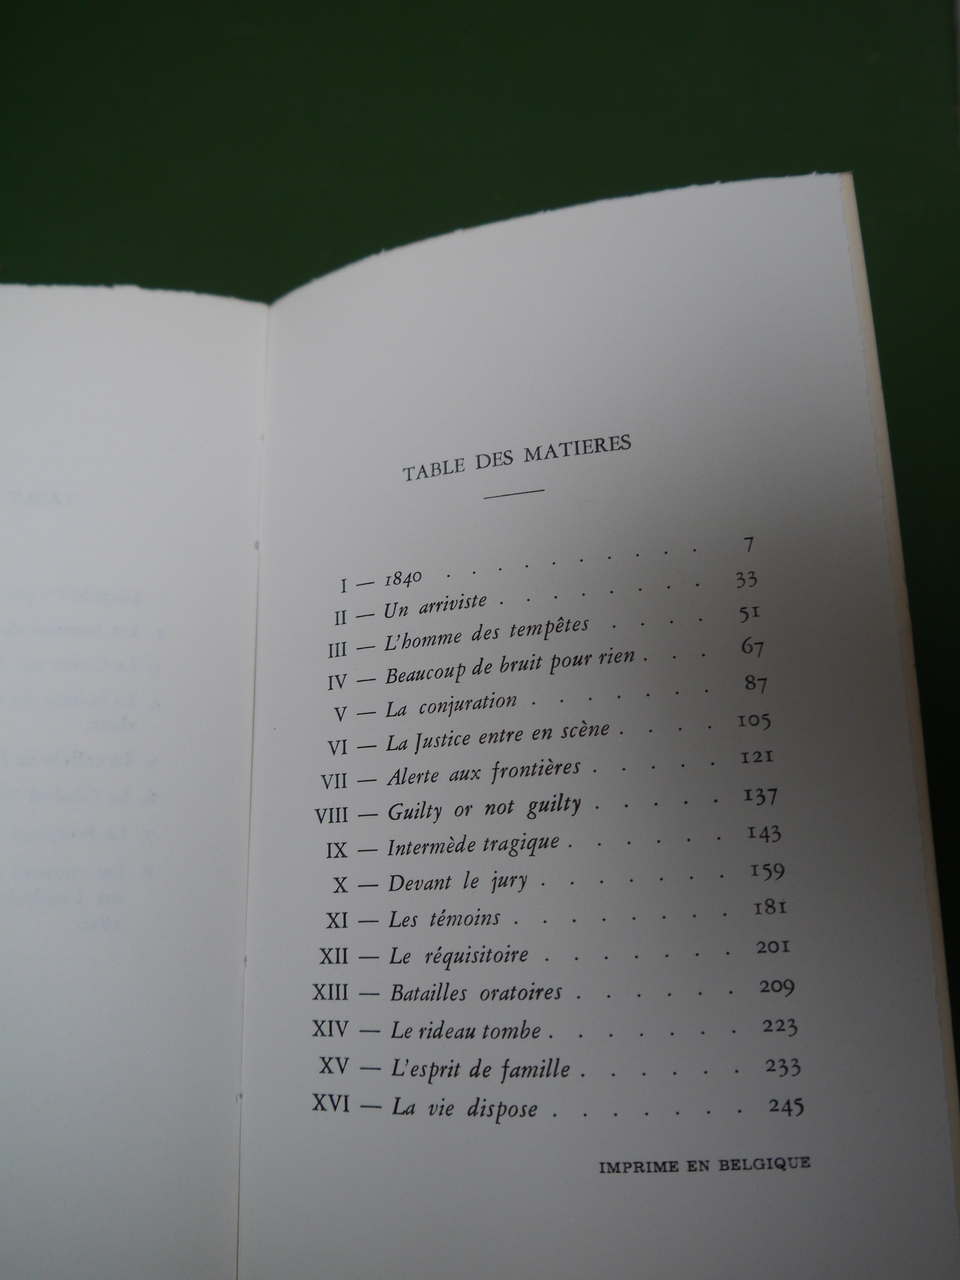 TABLE DES MATIERES
I — 1840 . . . . . . . . . . 7
II — Un arriviste . . . . . . . . 33
III — L'homme des tempêtes . . . . 51
IV — Beaucoup de bruit pour rien . . . 67
V — La conjuration . . . . . . . 87
VI — La Justice entre en scène . . . . 105
VII — Alerte aux frontières . . . . . 121
VIII — Guilty or not guilty . . . . . 137
IX — Intermède tragique . . . . . . 143
X — Devant le jury . . . . . . . 159
XI — Les témoins . . . . . . . . 181
XII — Le réquisitoire . . . . . . . 201
XIII — Batailles oratoires . . . . . . 209
XIV — Le rideau tombe . . . . . . . 223
XV — L'esprit de famille . . . . . . 233
XVI — La vie dispose . . . . . . . 245
IMPRIME EN BELGIQUE